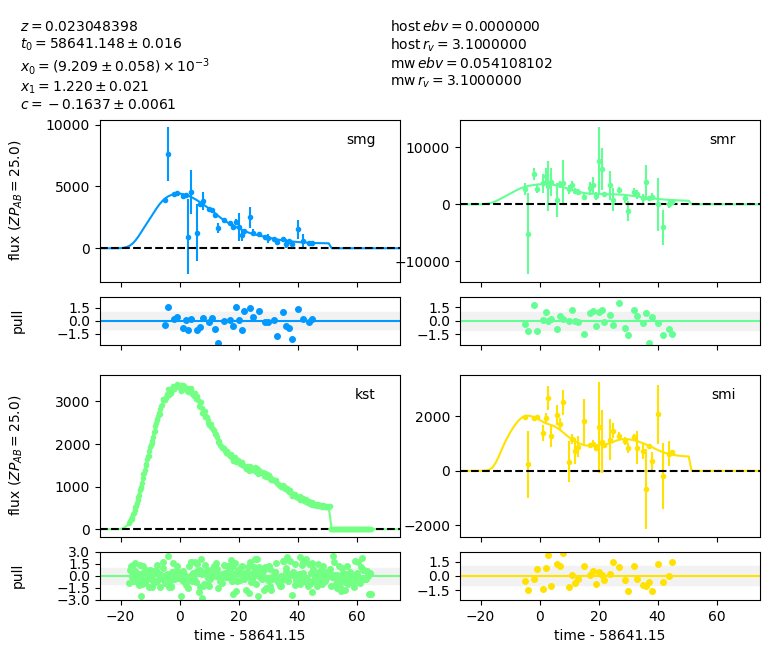 z = 0.023048398
t₀ = 58641.148 ± 0.016
x₀ = (9.209 ± 0.058) × 10⁻³
x₁ = 1.220 ± 0.021
c = −0.1637 ± 0.0061
host ebv = 0.0000000
host r_v = 3.1000000
mw ebv = 0.054108102
mw r_v = 3.1000000
smg
10000
5000
0
flux (ZP_AB = 25.0)
smr
10000
0
−10000
1.5
0.0
−1.5
pull
1.5
0.0
−1.5
kst
3000
2000
1000
0
flux (ZP_AB = 25.0)
smi
2000
0
−2000
3.0
1.5
0.0
−1.5
−3.0
pull
−20 0 20 40 60
time - 58641.15
1.5
0.0
−1.5
−20 0 20 40 60
time - 58641.15